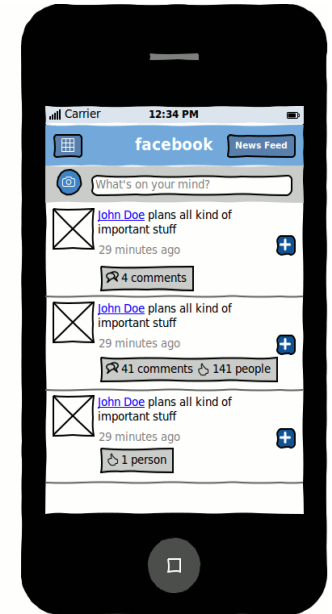 Carrier 12:34 PM
facebook News Feed
What's on your mind?
John Doe plans all kind of
important stuff
29 minutes ago
4 comments
John Doe plans all kind of
important stuff
29 minutes ago
41 comments 141 people
John Doe plans all kind of
important stuff
29 minutes ago
1 person